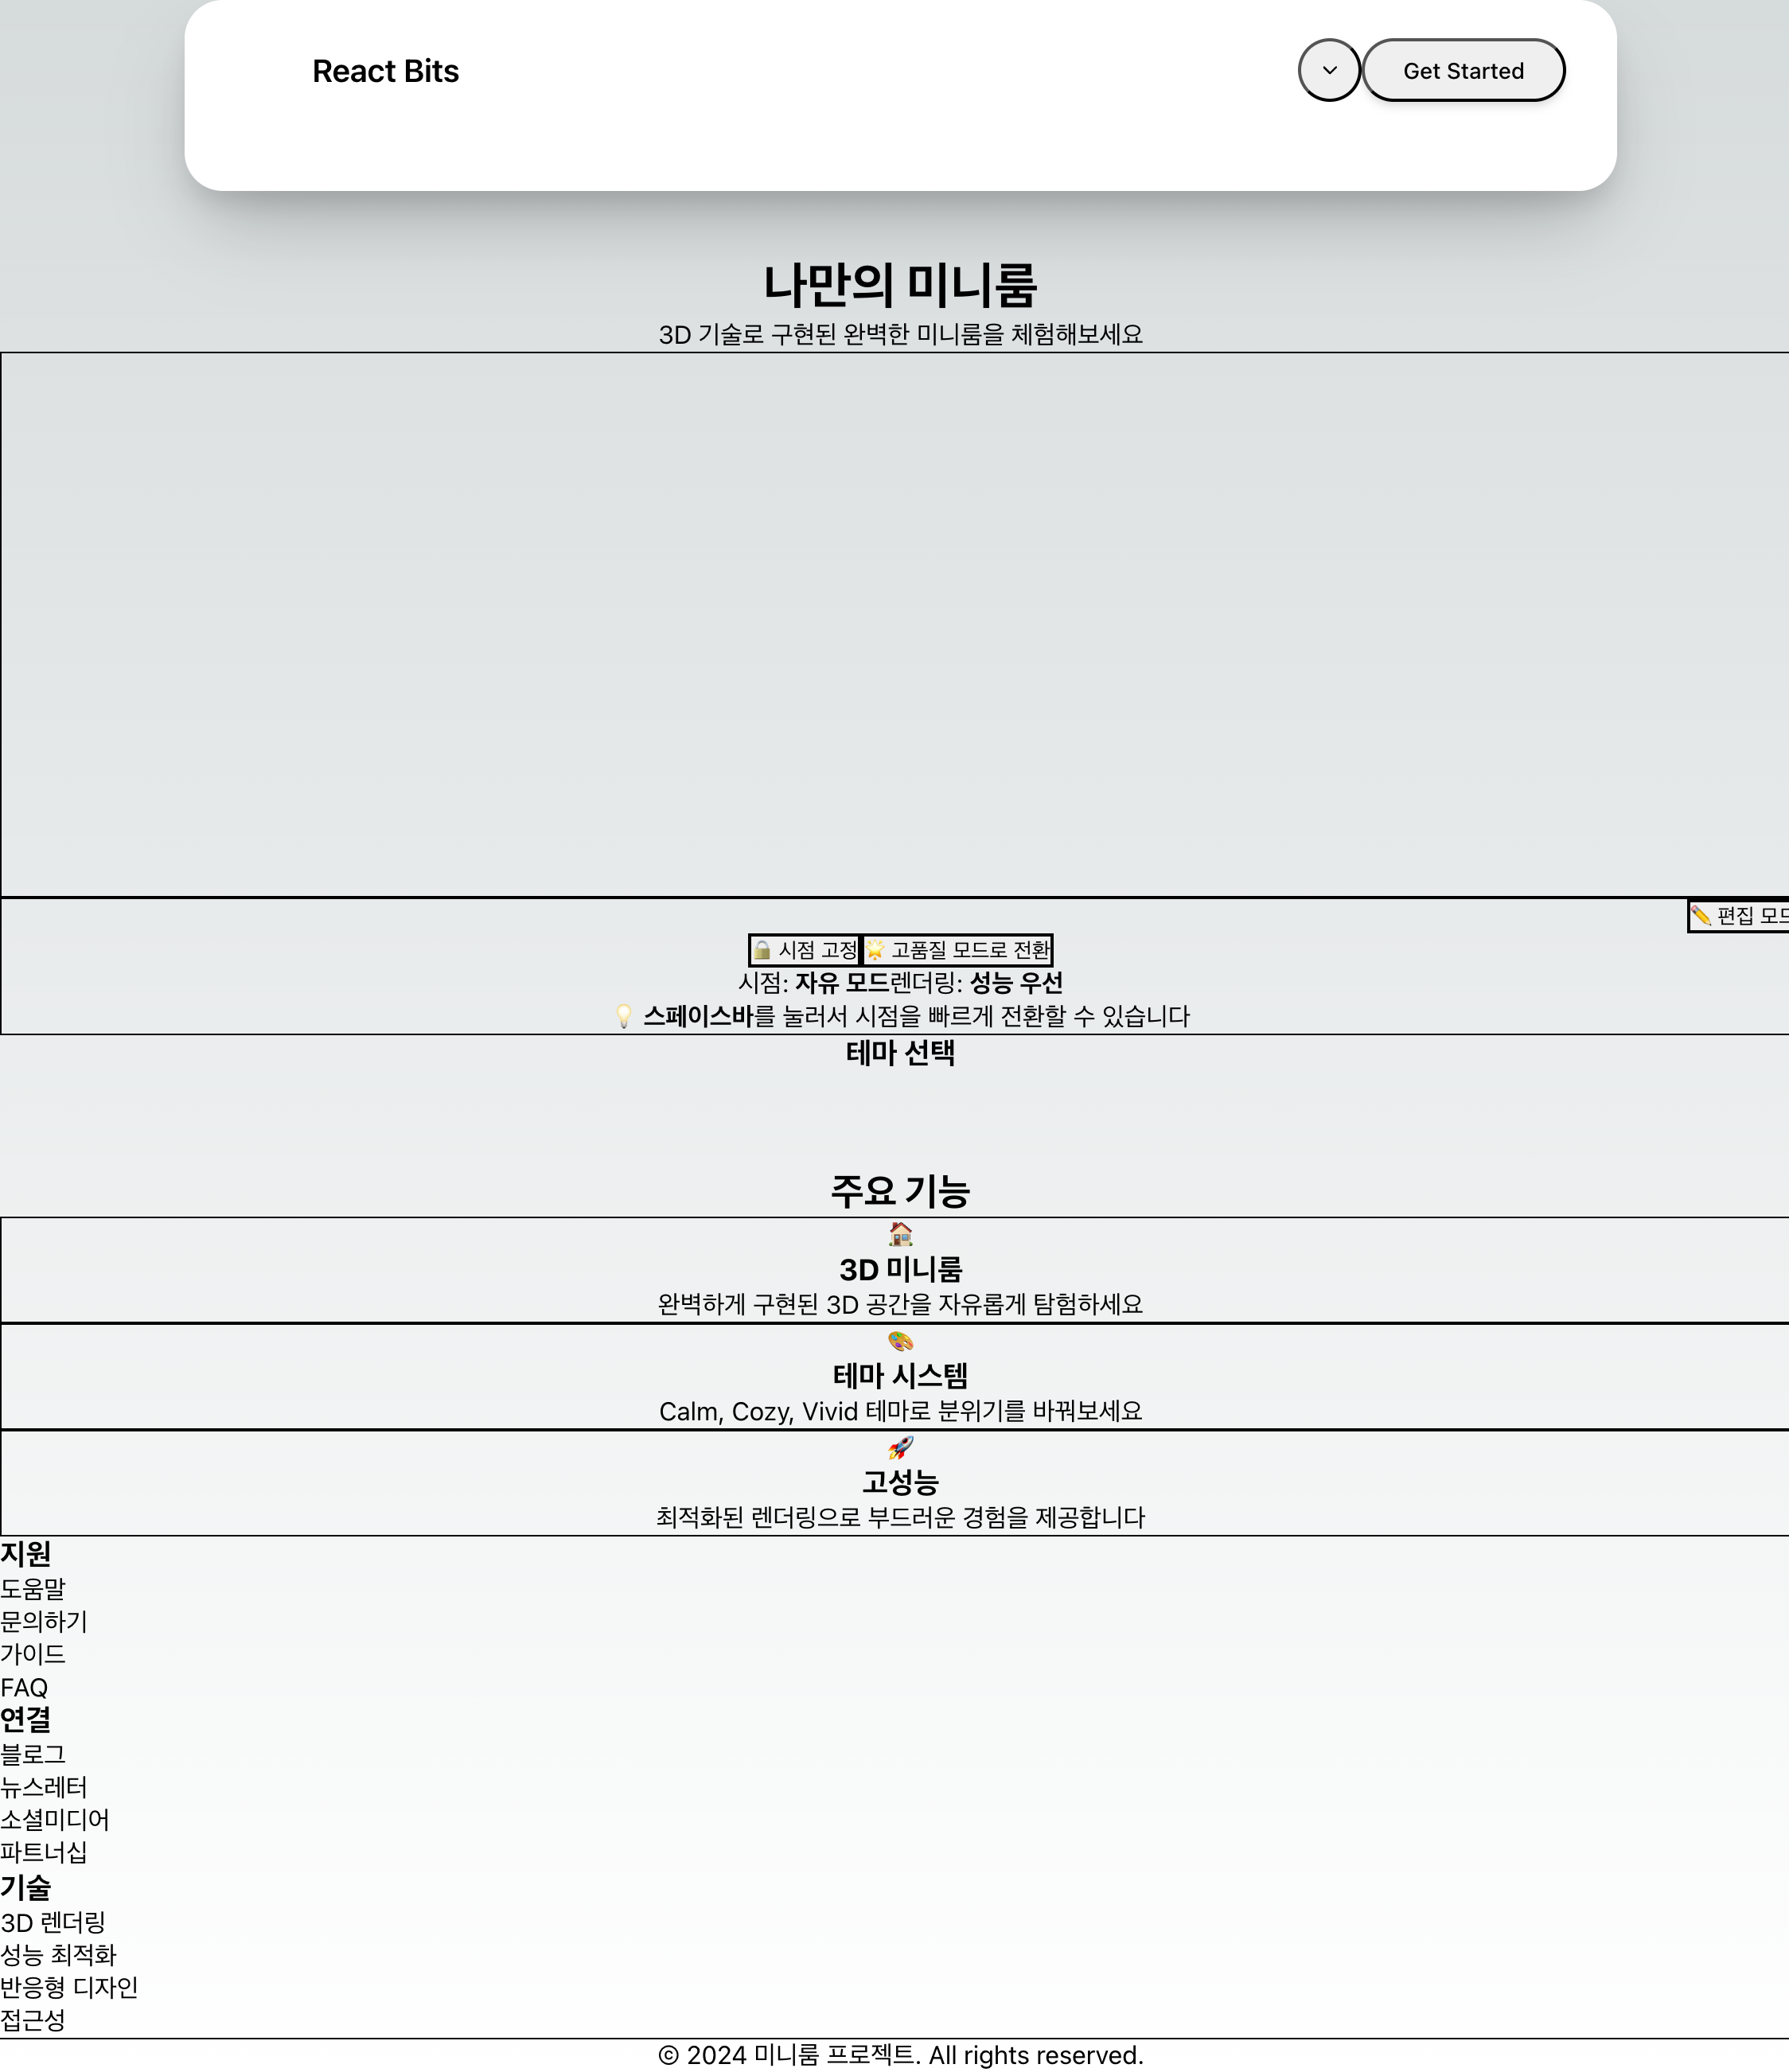 React Bits
Get Started
나만의 미니룸
3D 기술로 구현된 완벽한 미니룸을 체험해보세요
✏️ 편집 모드
🔒 시점 고정 🌟 고품질 모드로 전환
시점: 자유 모드렌더링: 성능 우선
💡 스페이스바를 눌러서 시점을 빠르게 전환할 수 있습니다
테마 선택
주요 기능
🏠
3D 미니룸
완벽하게 구현된 3D 공간을 자유롭게 탐험하세요
🎨
테마 시스템
Calm, Cozy, Vivid 테마로 분위기를 바꿔보세요
🚀
고성능
최적화된 렌더링으로 부드러운 경험을 제공합니다
지원
도움말
문의하기
가이드
FAQ
연결
블로그
뉴스레터
소셜미디어
파트너십
기술
3D 렌더링
성능 최적화
반응형 디자인
접근성
© 2024 미니룸 프로젝트. All rights reserved.